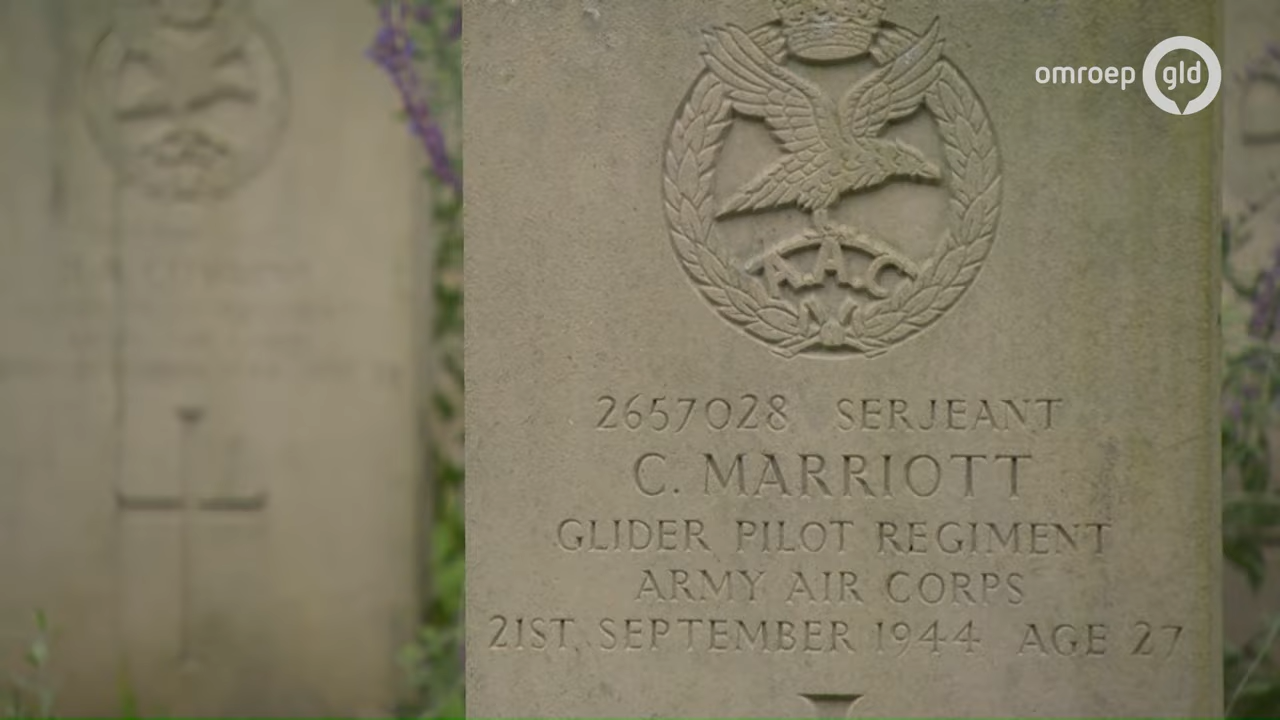 omroep gld
A.A.C
2657028 SERJEANT
C. MARRIOTT
GLIDER PILOT REGIMENT
ARMY AIR CORPS
21ST. SEPTEMBER 1944 AGE 27